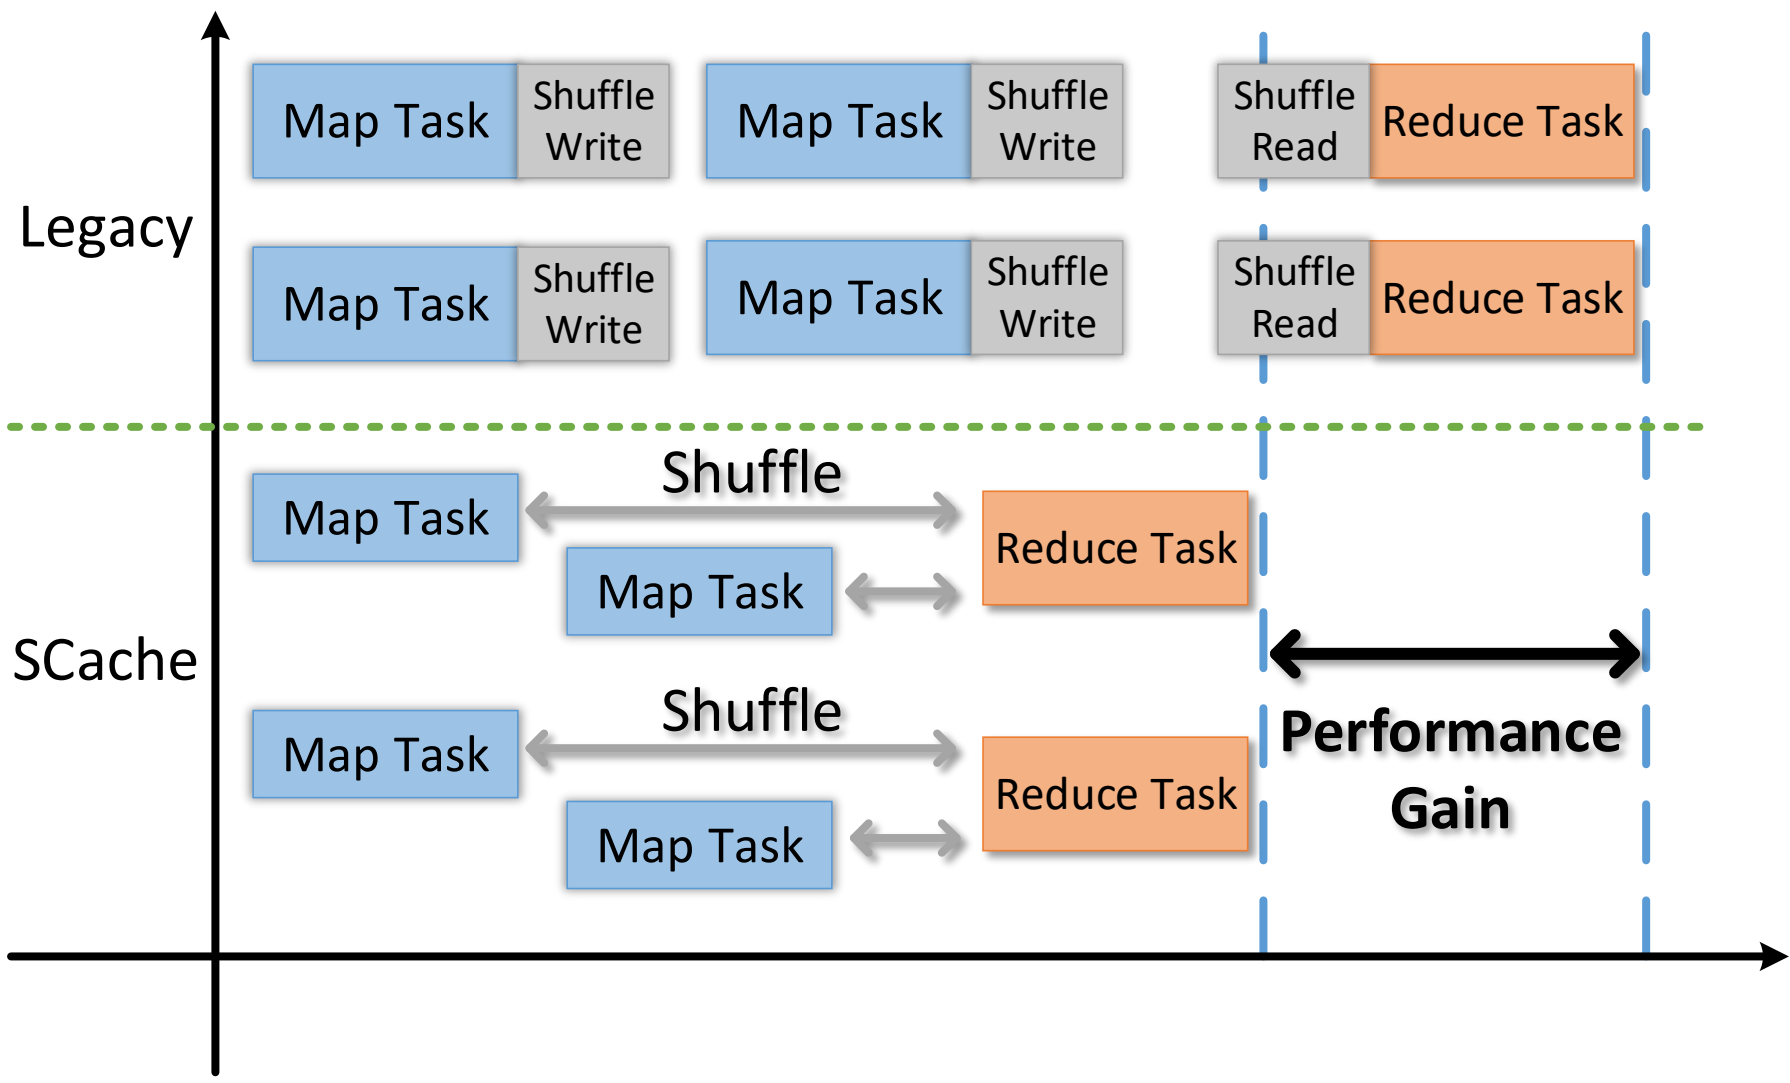 Map Task
Shuffle
Write
Map Task
Shuffle
Write
Shuffle
Read
Reduce Task
Legacy
Map Task
Shuffle
Write
Map Task
Shuffle
Write
Shuffle
Read
Reduce Task
Shuffle
Map Task
Reduce Task
Map Task
SCache
Shuffle
Map Task
Reduce Task
Map Task
Performance
Gain